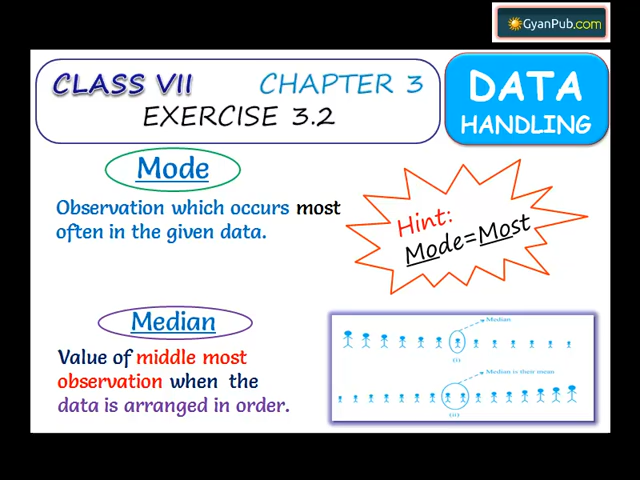 GyanPub.com
CLASS VII CHAPTER 3
EXERCISE 3.2
DATA
HANDLING
Mode
Observation which occurs most
often in the given data.
Hint:
Mode=Most
Median
Value of middle most
observation when the
data is arranged in order.
Median
(i)
Median is their mean
(ii)